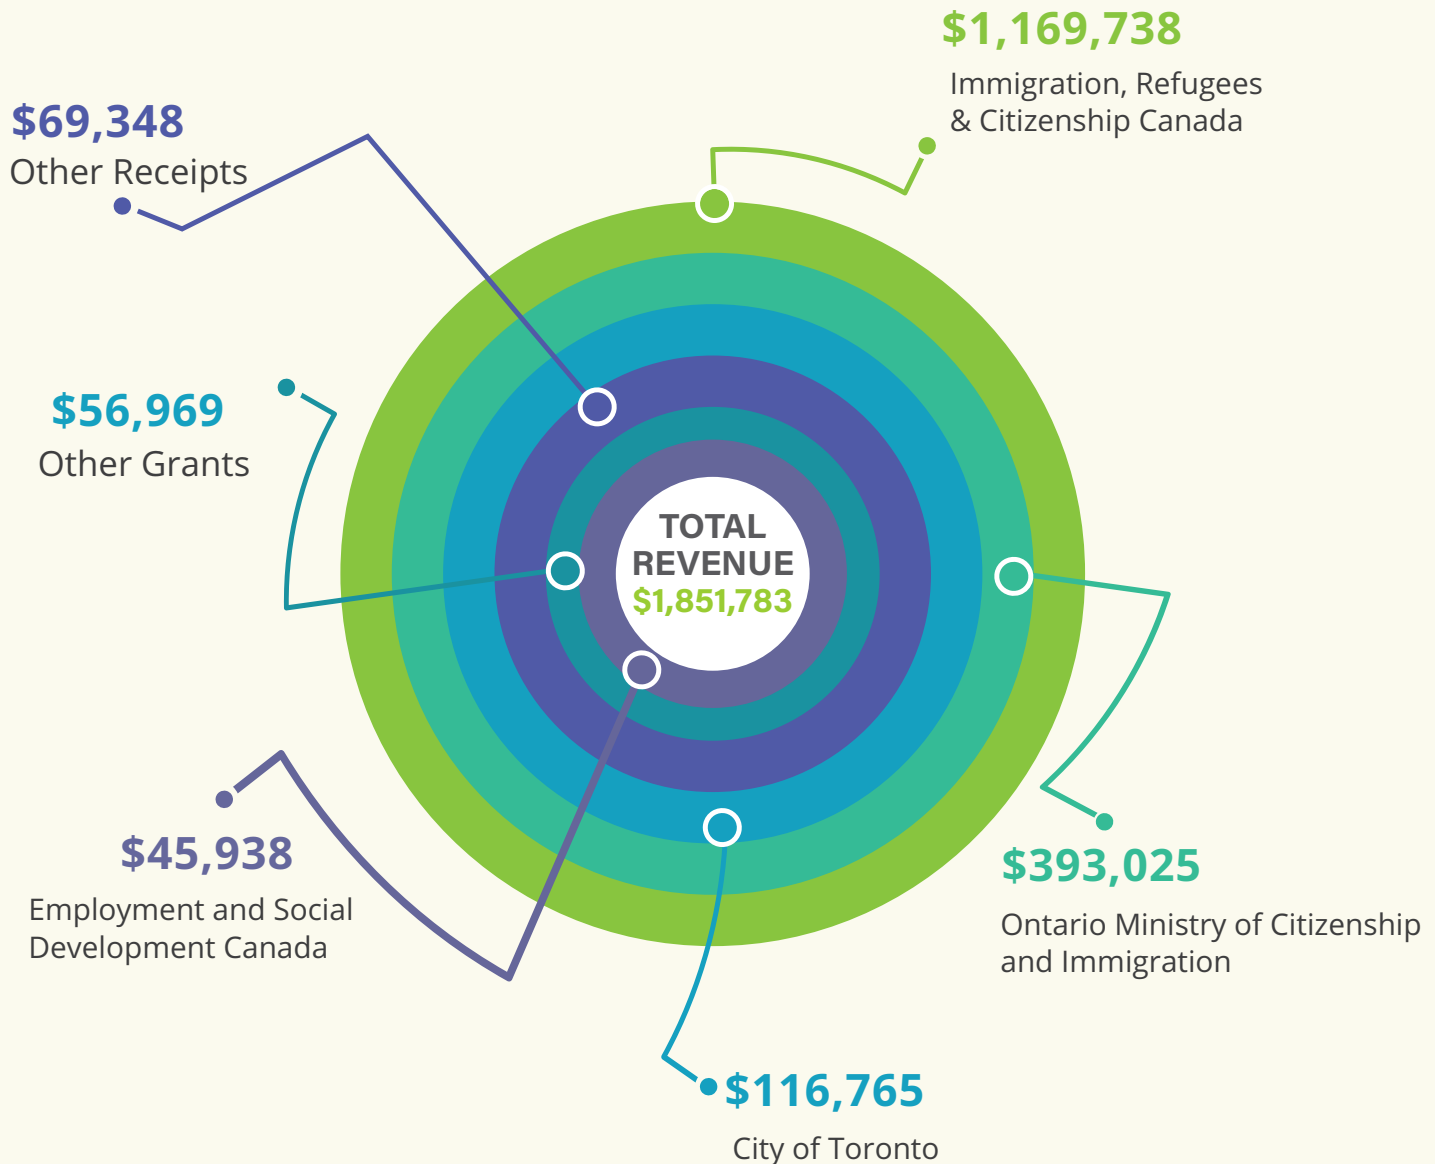 $1,169,738
Immigration, Refugees
& Citizenship Canada
$69,348
Other Receipts
$56,969
Other Grants
TOTAL
REVENUE
$1,851,783
$45,938
Employment and Social
Development Canada
$393,025
Ontario Ministry of Citizenship
and Immigration
$116,765
City of Toronto